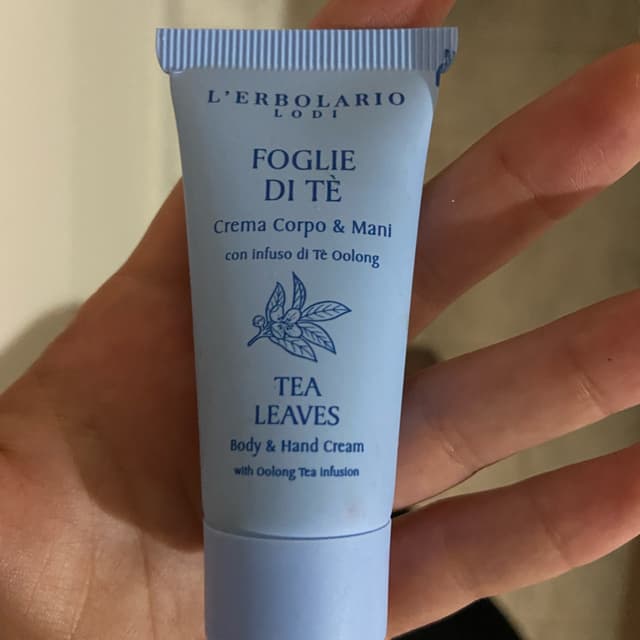 L'ERBOLARIO
LODI
FOGLIE
DI TÈ
Crema Corpo & Mani
con infuso di Tè Oolong
TEA
LEAVES
Body & Hand Cream
with Oolong Tea infusion